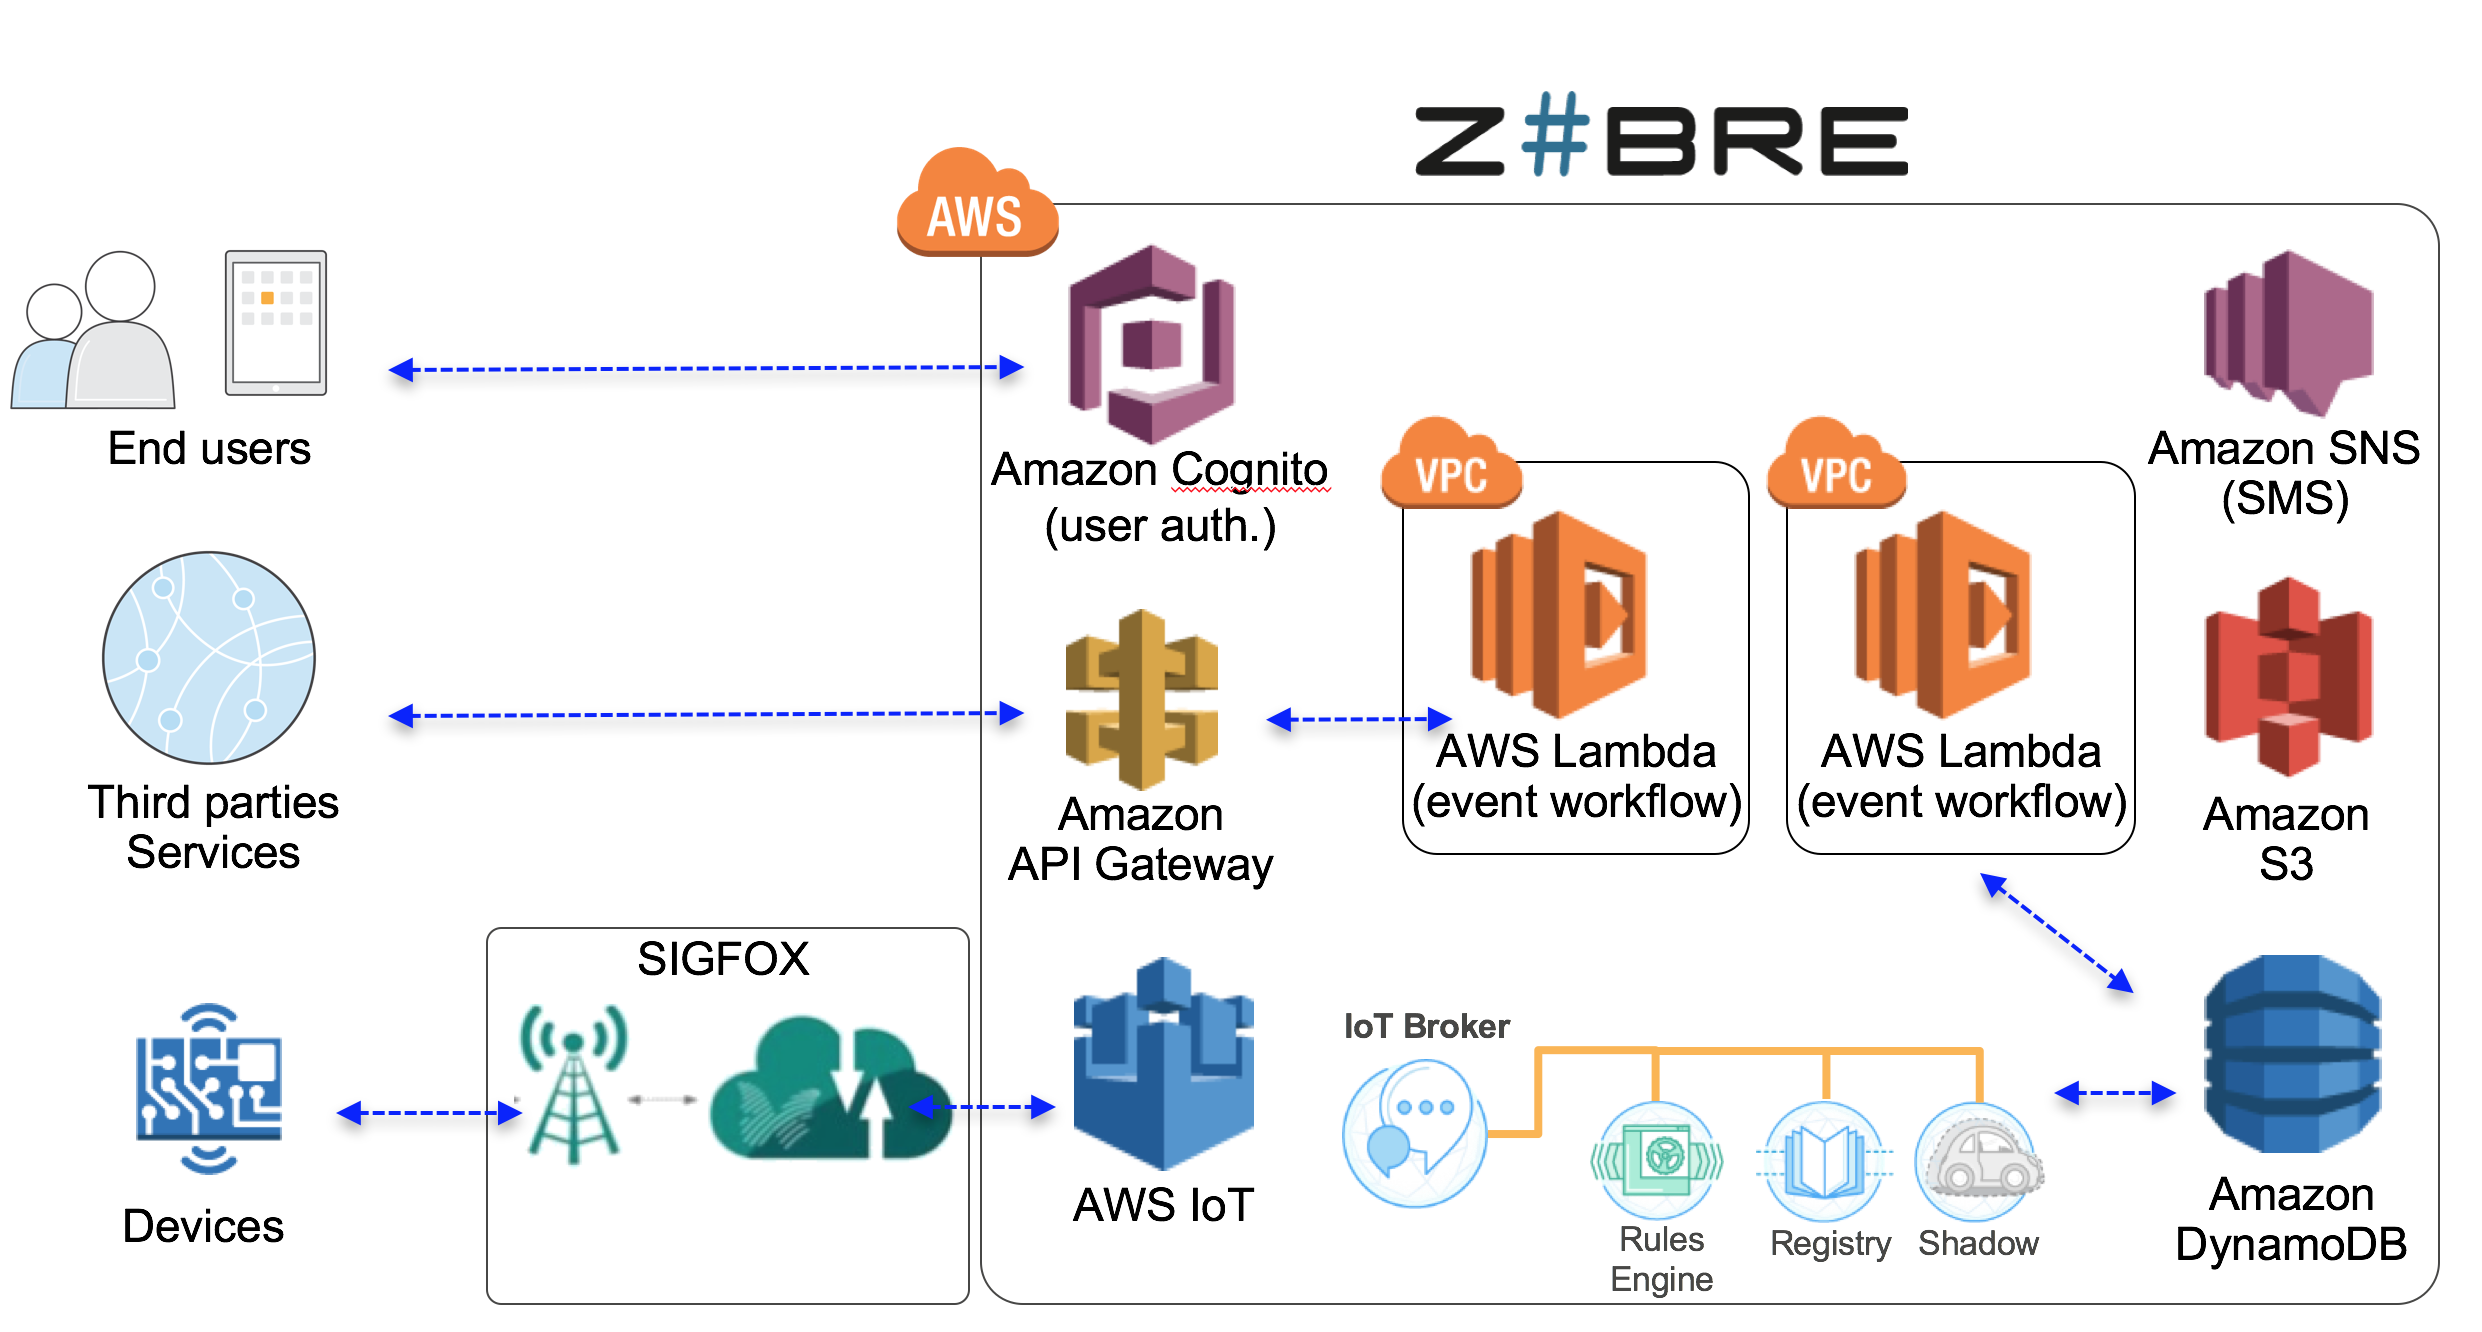 Z#BRE
AWS
End users
Amazon Cognito
(user auth.)
VPC
VPC
Amazon SNS
(SMS)
Third parties
Services
Amazon
API Gateway
AWS Lambda
(event workflow)
AWS Lambda
(event workflow)
Amazon
S3
SIGFOX
Devices
AWS IoT
IoT Broker
Rules
Engine
Registry
Shadow
Amazon
DynamoDB